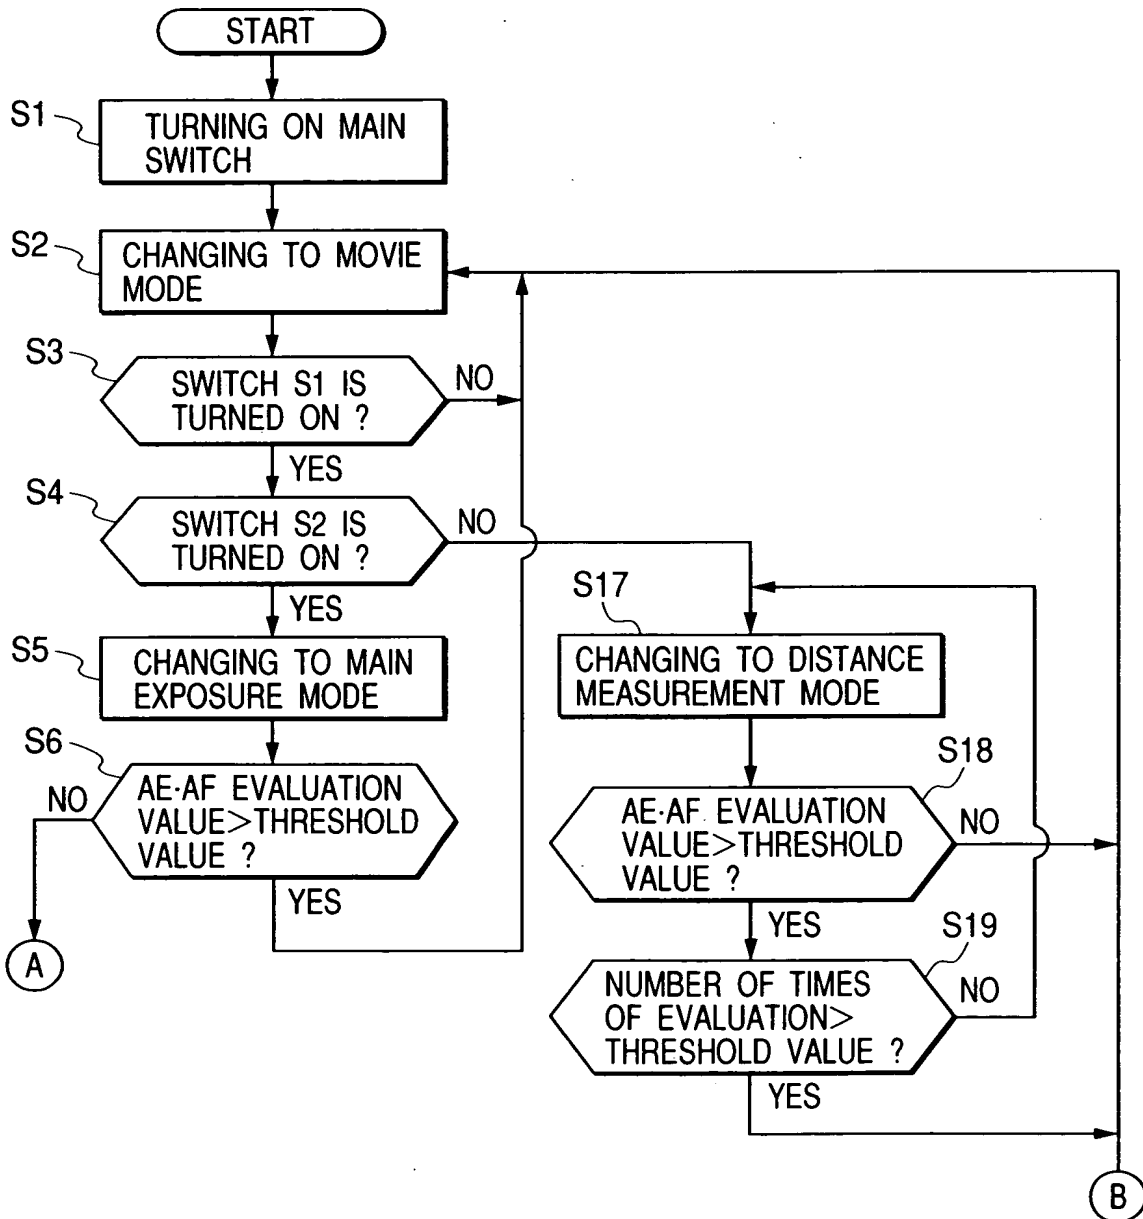 START
S1
TURNING ON MAIN
SWITCH
S2
CHANGING TO MOVIE
MODE
S3
SWITCH S1 IS
TURNED ON ?
NO
YES
S4
SWITCH S2 IS
TURNED ON ?
NO
YES
S5
CHANGING TO MAIN
EXPOSURE MODE
S6
AE·AF EVALUATION
VALUE>THRESHOLD
VALUE ?
NO
YES
A
S17
CHANGING TO DISTANCE
MEASUREMENT MODE
S18
AE·AF EVALUATION
VALUE>THRESHOLD
VALUE ?
NO
YES
S19
NUMBER OF TIMES
OF EVALUATION>
THRESHOLD VALUE ?
NO
YES
B